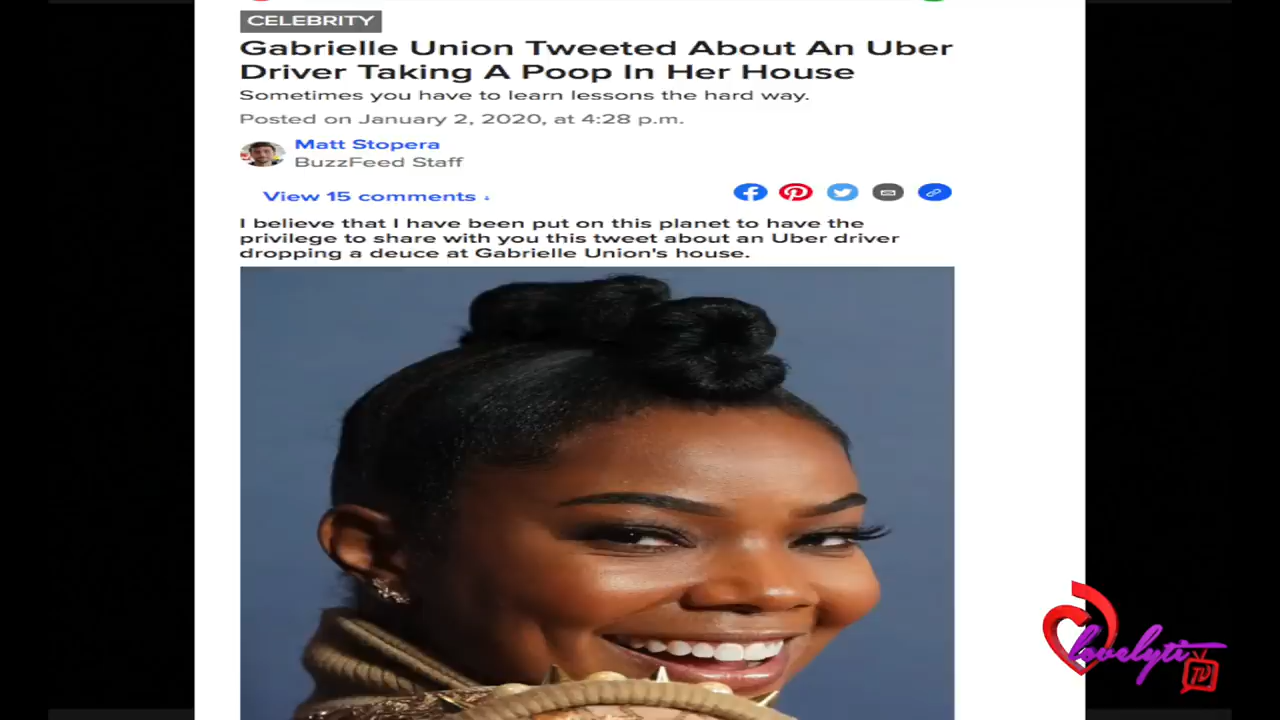 CELEBRITY
Gabrielle Union Tweeted About An Uber
Driver Taking A Poop In Her House
Sometimes you have to learn lessons the hard way.
Posted on January 2, 2020, at 4:28 p.m.
Matt Stopera
BuzzFeed Staff
View 15 comments ↓
I believe that I have been put on this planet to have the
privilege to share with you this tweet about an Uber driver
dropping a deuce at Gabrielle Union's house.
lovelyti
TV